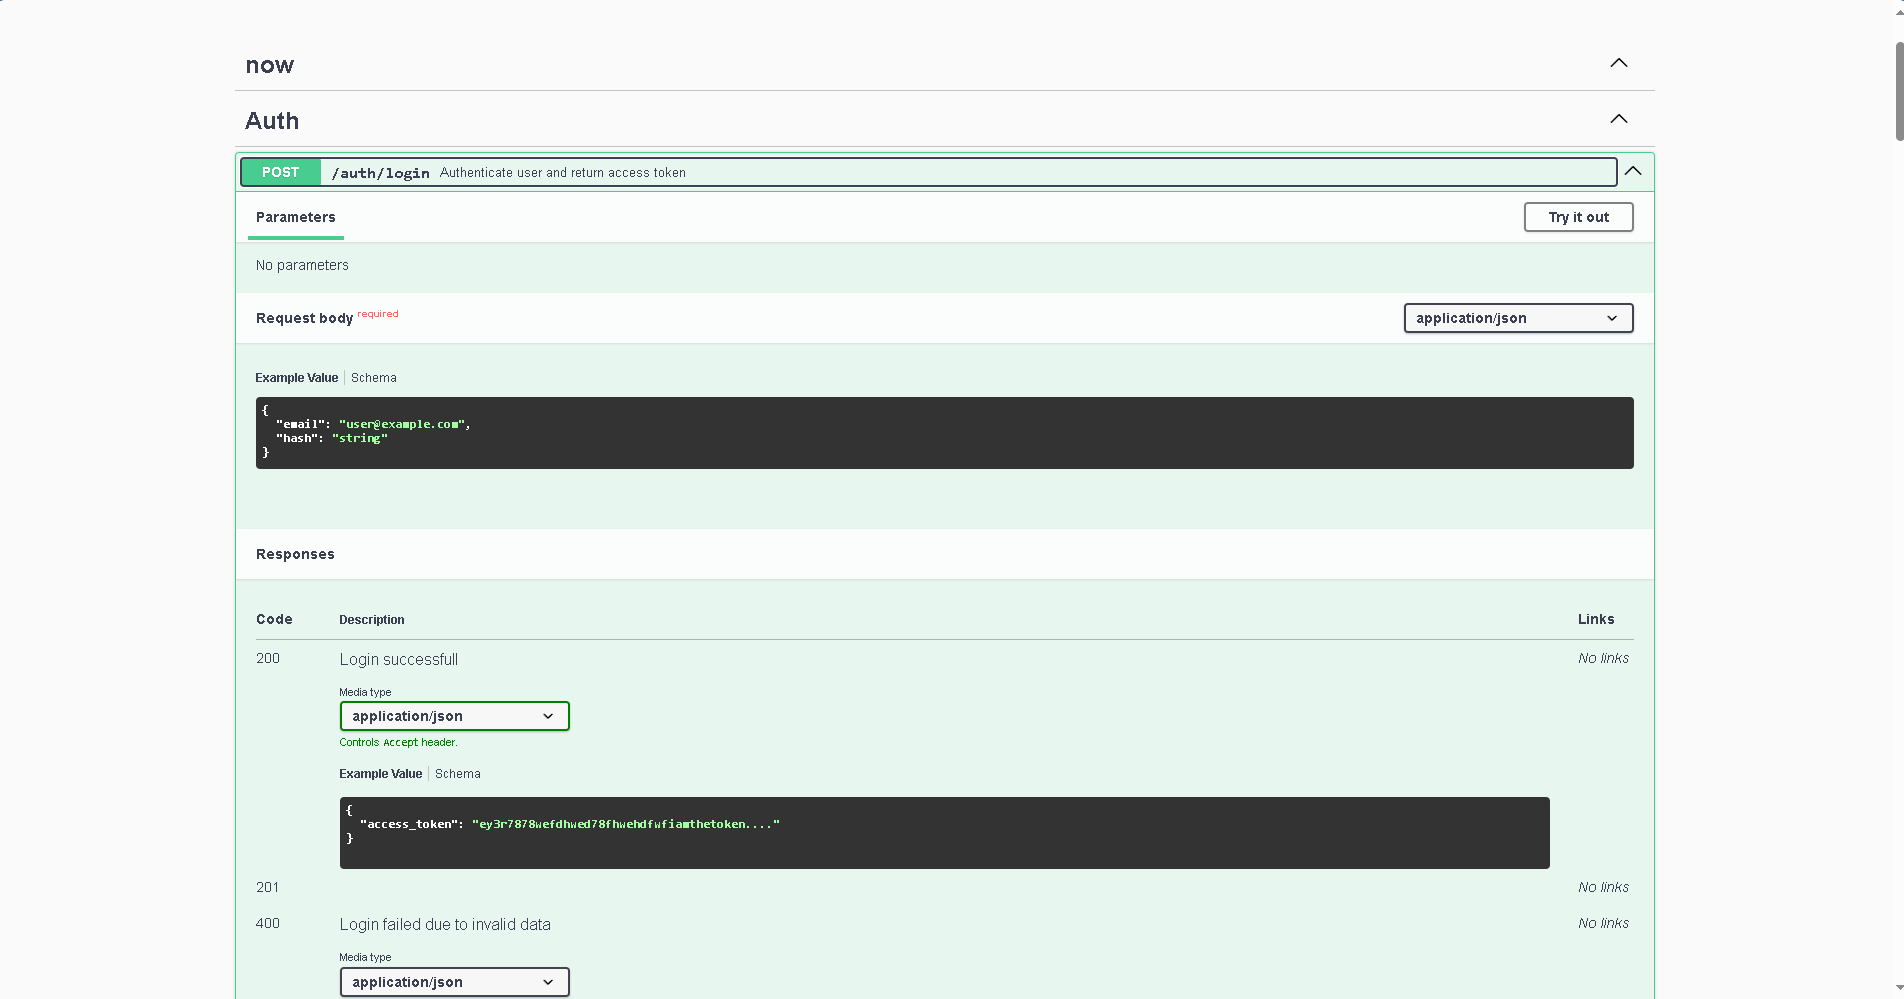 now
Auth
POST /auth/login Authenticate user and return access token
Parameters Try it out
No parameters
Request body required application/json
Example Value Schema
{
"email": "user@example.com",
"hash": "string"
}
Responses
Code Description Links
200 Login successfull No links
Media type
application/json
Controls Accept header.
Example Value Schema
{
"access_token": "ey3r7878wefdhwed78fhwehdfwfiamthetoken...."
}
201 No links
400 Login failed due to invalid data No links
Media type
application/json